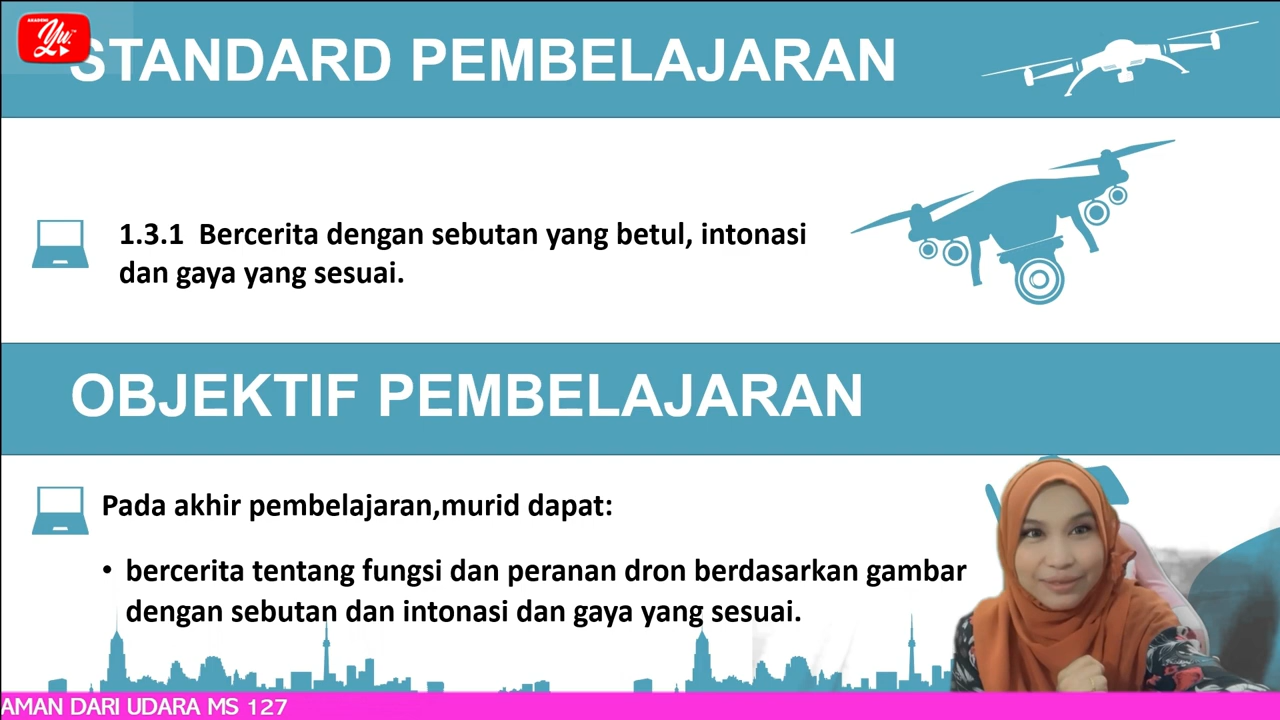 AKADEMI
YW
STANDARD PEMBELAJARAN
1.3.1 Bercerita dengan sebutan yang betul, intonasi
dan gaya yang sesuai.
OBJEKTIF PEMBELAJARAN
Pada akhir pembelajaran,murid dapat:
• bercerita tentang fungsi dan peranan dron berdasarkan gambar
dengan sebutan dan intonasi dan gaya yang sesuai.
AMAN DARI UDARA MS 127